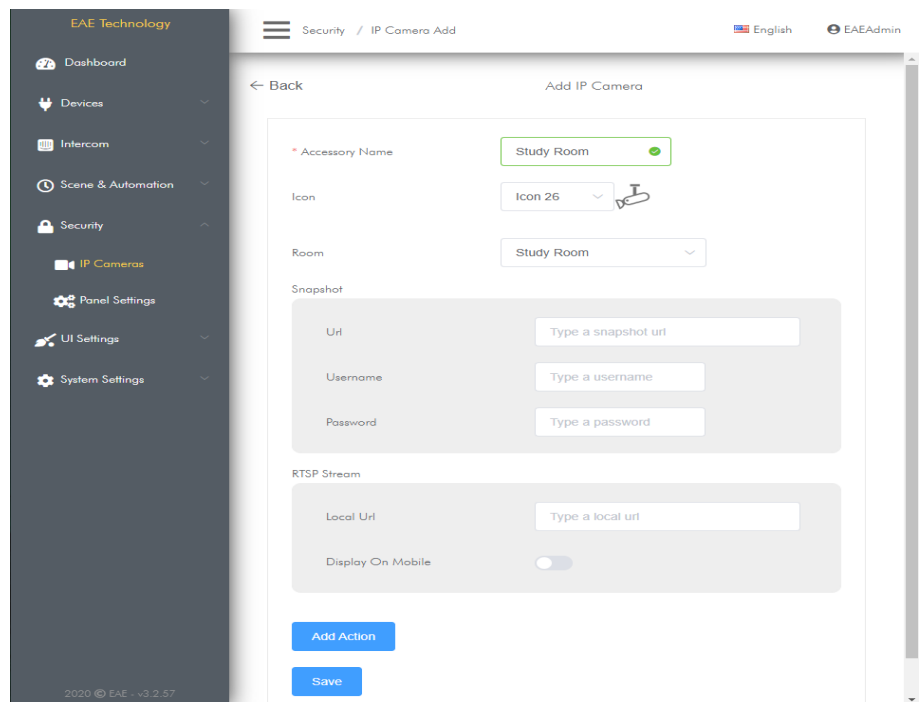 EAE Technology
Security / IP Camera Add
English
EAEAdmin
Dashboard
Devices
Intercom
Scene & Automation
Security
IP Cameras
Panel Settings
UI Settings
System Settings
2020 © EAE - v3.2.57
← Back
Add IP Camera
* Accessory Name
Study Room
Icon
Icon 26
Room
Study Room
Snapshot
Url
Type a snapshot url
Username
Type a username
Password
Type a password
RTSP Stream
Local Url
Type a local url
Display On Mobile
Add Action
Save